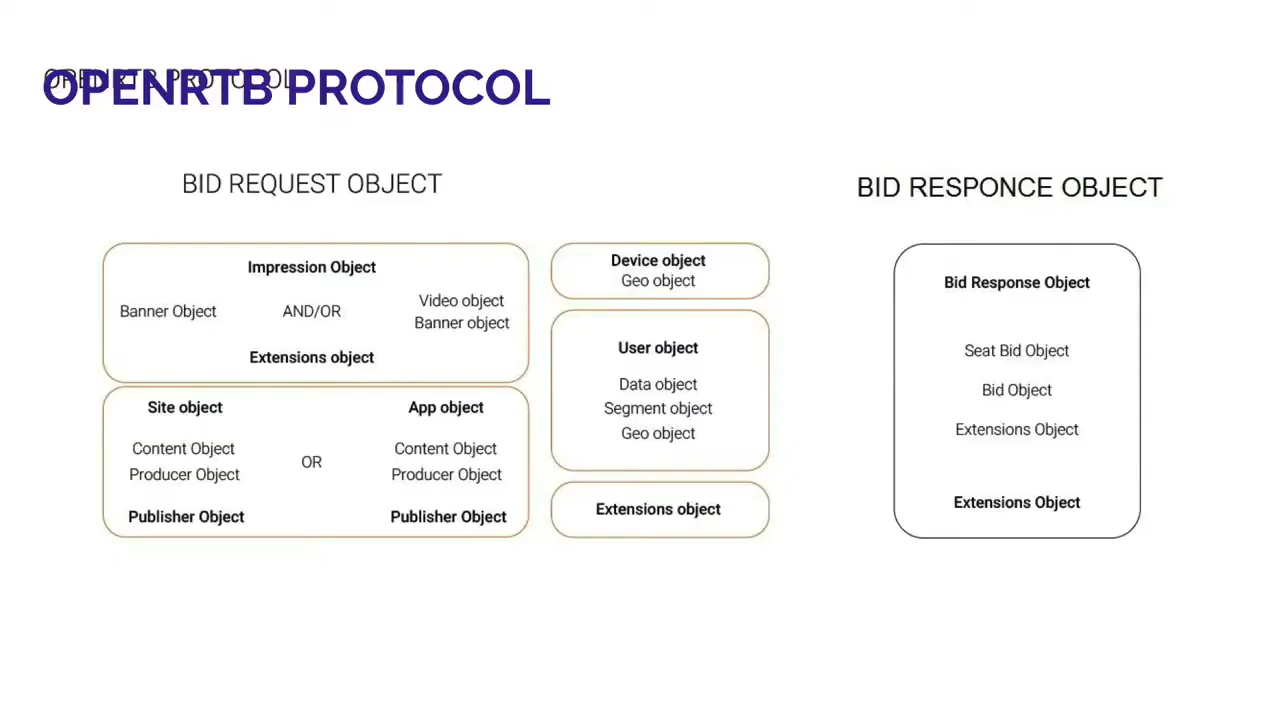 OPENRTB PROTOCOL
OPENRTB PROTOCOL
BID REQUEST OBJECT
Impression Object
Banner Object AND/OR Video object
Banner object
Extensions object
Site object App object
Content Object Content Object
OR
Producer Object Producer Object
Publisher Object Publisher Object
Device object
Geo object
User object
Data object
Segment object
Geo object
Extensions object
BID RESPONCE OBJECT
Bid Response Object
Seat Bid Object
Bid Object
Extensions Object
Extensions Object